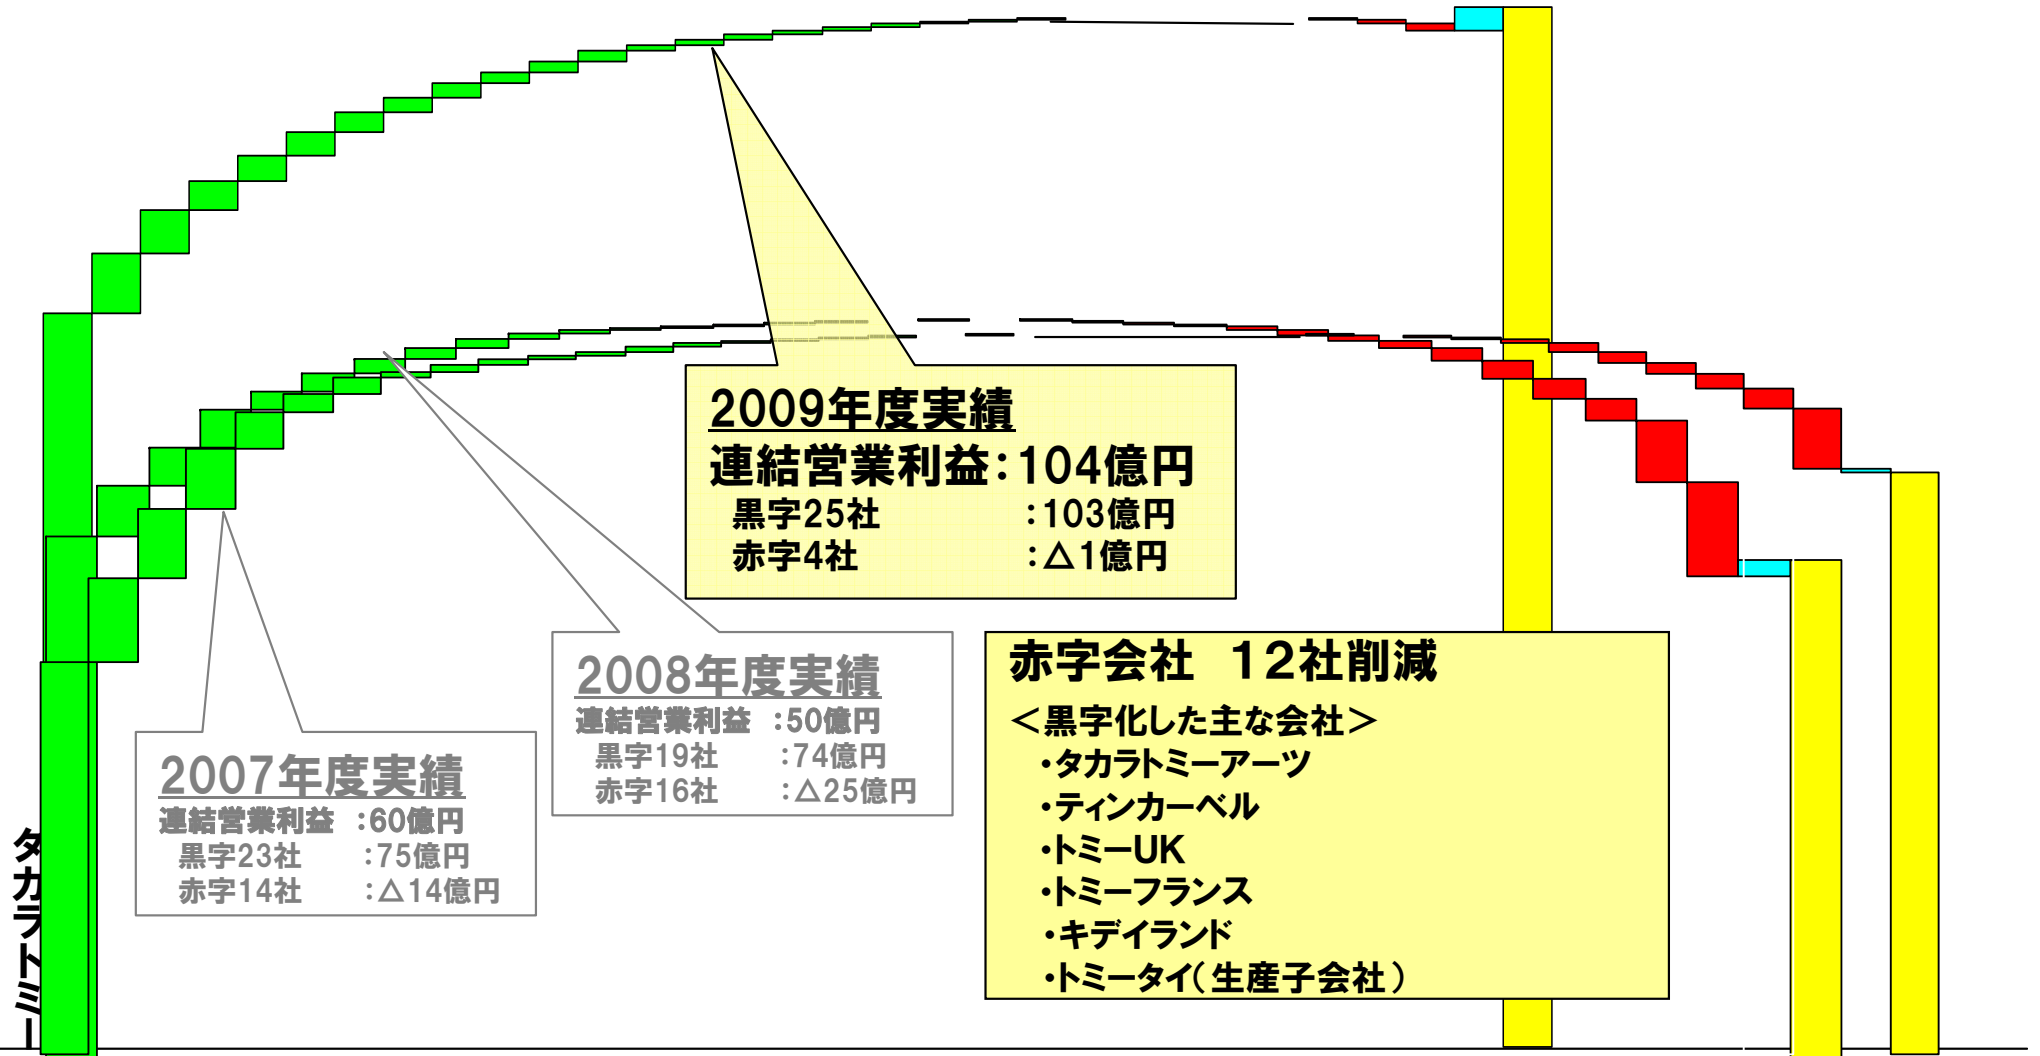 2009年度実績
連結営業利益：104億円
黒字25社 ：103億円
赤字4社 ：△1億円
2008年度実績
連結営業利益 ：50億円
黒字19社 ：74億円
赤字16社 ：△25億円
2007年度実績
連結営業利益 ：60億円
黒字23社 ：75億円
赤字14社 ：△14億円
赤字会社 12社削減
＜黒字化した主な会社＞
・タカラトミーアーツ
・ティンカーベル
・トミーUK
・トミーフランス
・キデイランド
・トミータイ（生産子会社）
タカラトミー